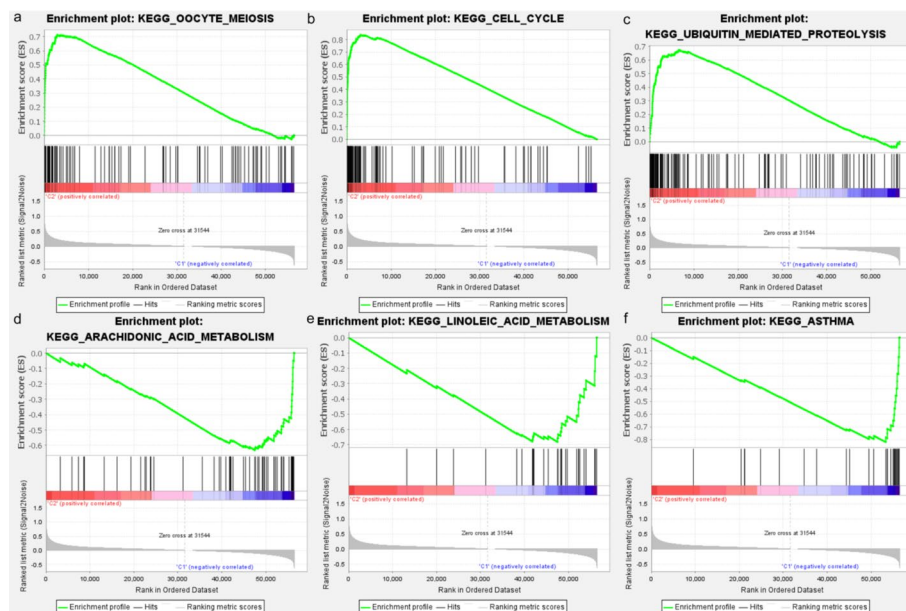 a
Enrichment plot: KEGG_OOCYTE_MEIOSIS
Enrichment score (ES)
0.7
0.6
0.5
0.4
0.3
0.2
0.1
0.0
'C2' (positively correlated)
Ranked list metric (Signal2Noise)
1.5
1.0
0.5
0.0
-0.5
Zero cross at 31544
'C1' (negatively correlated)
0 10,000 20,000 30,000 40,000 50,000
Rank in Ordered Dataset
Enrichment profile Hits Ranking metric scores
b
Enrichment plot: KEGG_CELL_CYCLE
Enrichment score (ES)
0.8
0.7
0.6
0.5
0.4
0.3
0.2
0.1
0.0
'C2' (positively correlated)
Ranked list metric (Signal2Noise)
1.5
1.0
0.5
0.0
-0.5
Zero cross at 31544
'C1' (negatively correlated)
0 10,000 20,000 30,000 40,000 50,000
Rank in Ordered Dataset
Enrichment profile Hits Ranking metric scores
c
Enrichment plot:
KEGG_UBIQUITIN_MEDIATED_PROTEOLYSIS
Enrichment score (ES)
0.7
0.6
0.5
0.4
0.3
0.2
0.1
0.0
'C2' (positively correlated)
Ranked list metric (Signal2Noise)
1.5
1.0
0.5
0.0
-0.5
Zero cross at 31544
'C1' (negatively correlated)
0 10,000 20,000 30,000 40,000 50,000
Rank in Ordered Dataset
Enrichment profile Hits Ranking metric scores
d
Enrichment plot:
KEGG_ARACHIDONIC_ACID_METABOLISM
Enrichment score (ES)
0.0
-0.1
-0.2
-0.3
-0.4
-0.5
-0.6
'C2' (positively correlated)
Ranked list metric (Signal2Noise)
1.5
1.0
0.5
0.0
-0.5
Zero cross at 31544
'C1' (negatively correlated)
0 10,000 20,000 30,000 40,000 50,000
Rank in Ordered Dataset
Enrichment profile Hits Ranking metric scores
e
Enrichment plot: KEGG_LINOLEIC_ACID_METABOLISM
Enrichment score (ES)
0.0
-0.1
-0.2
-0.3
-0.4
-0.5
-0.6
-0.7
'C2' (positively correlated)
Ranked list metric (Signal2Noise)
1.5
1.0
0.5
0.0
-0.5
Zero cross at 31544
'C1' (negatively correlated)
0 10,000 20,000 30,000 40,000 50,000
Rank in Ordered Dataset
Enrichment profile Hits Ranking metric scores
f
Enrichment plot: KEGG_ASTHMA
Enrichment score (ES)
0.0
-0.1
-0.2
-0.3
-0.4
-0.5
-0.6
-0.7
-0.8
'C2' (positively correlated)
Ranked list metric (Signal2Noise)
1.5
1.0
0.5
0.0
-0.5
Zero cross at 31544
'C1' (negatively correlated)
0 10,000 20,000 30,000 40,000 50,000
Rank in Ordered Dataset
Enrichment profile Hits Ranking metric scores